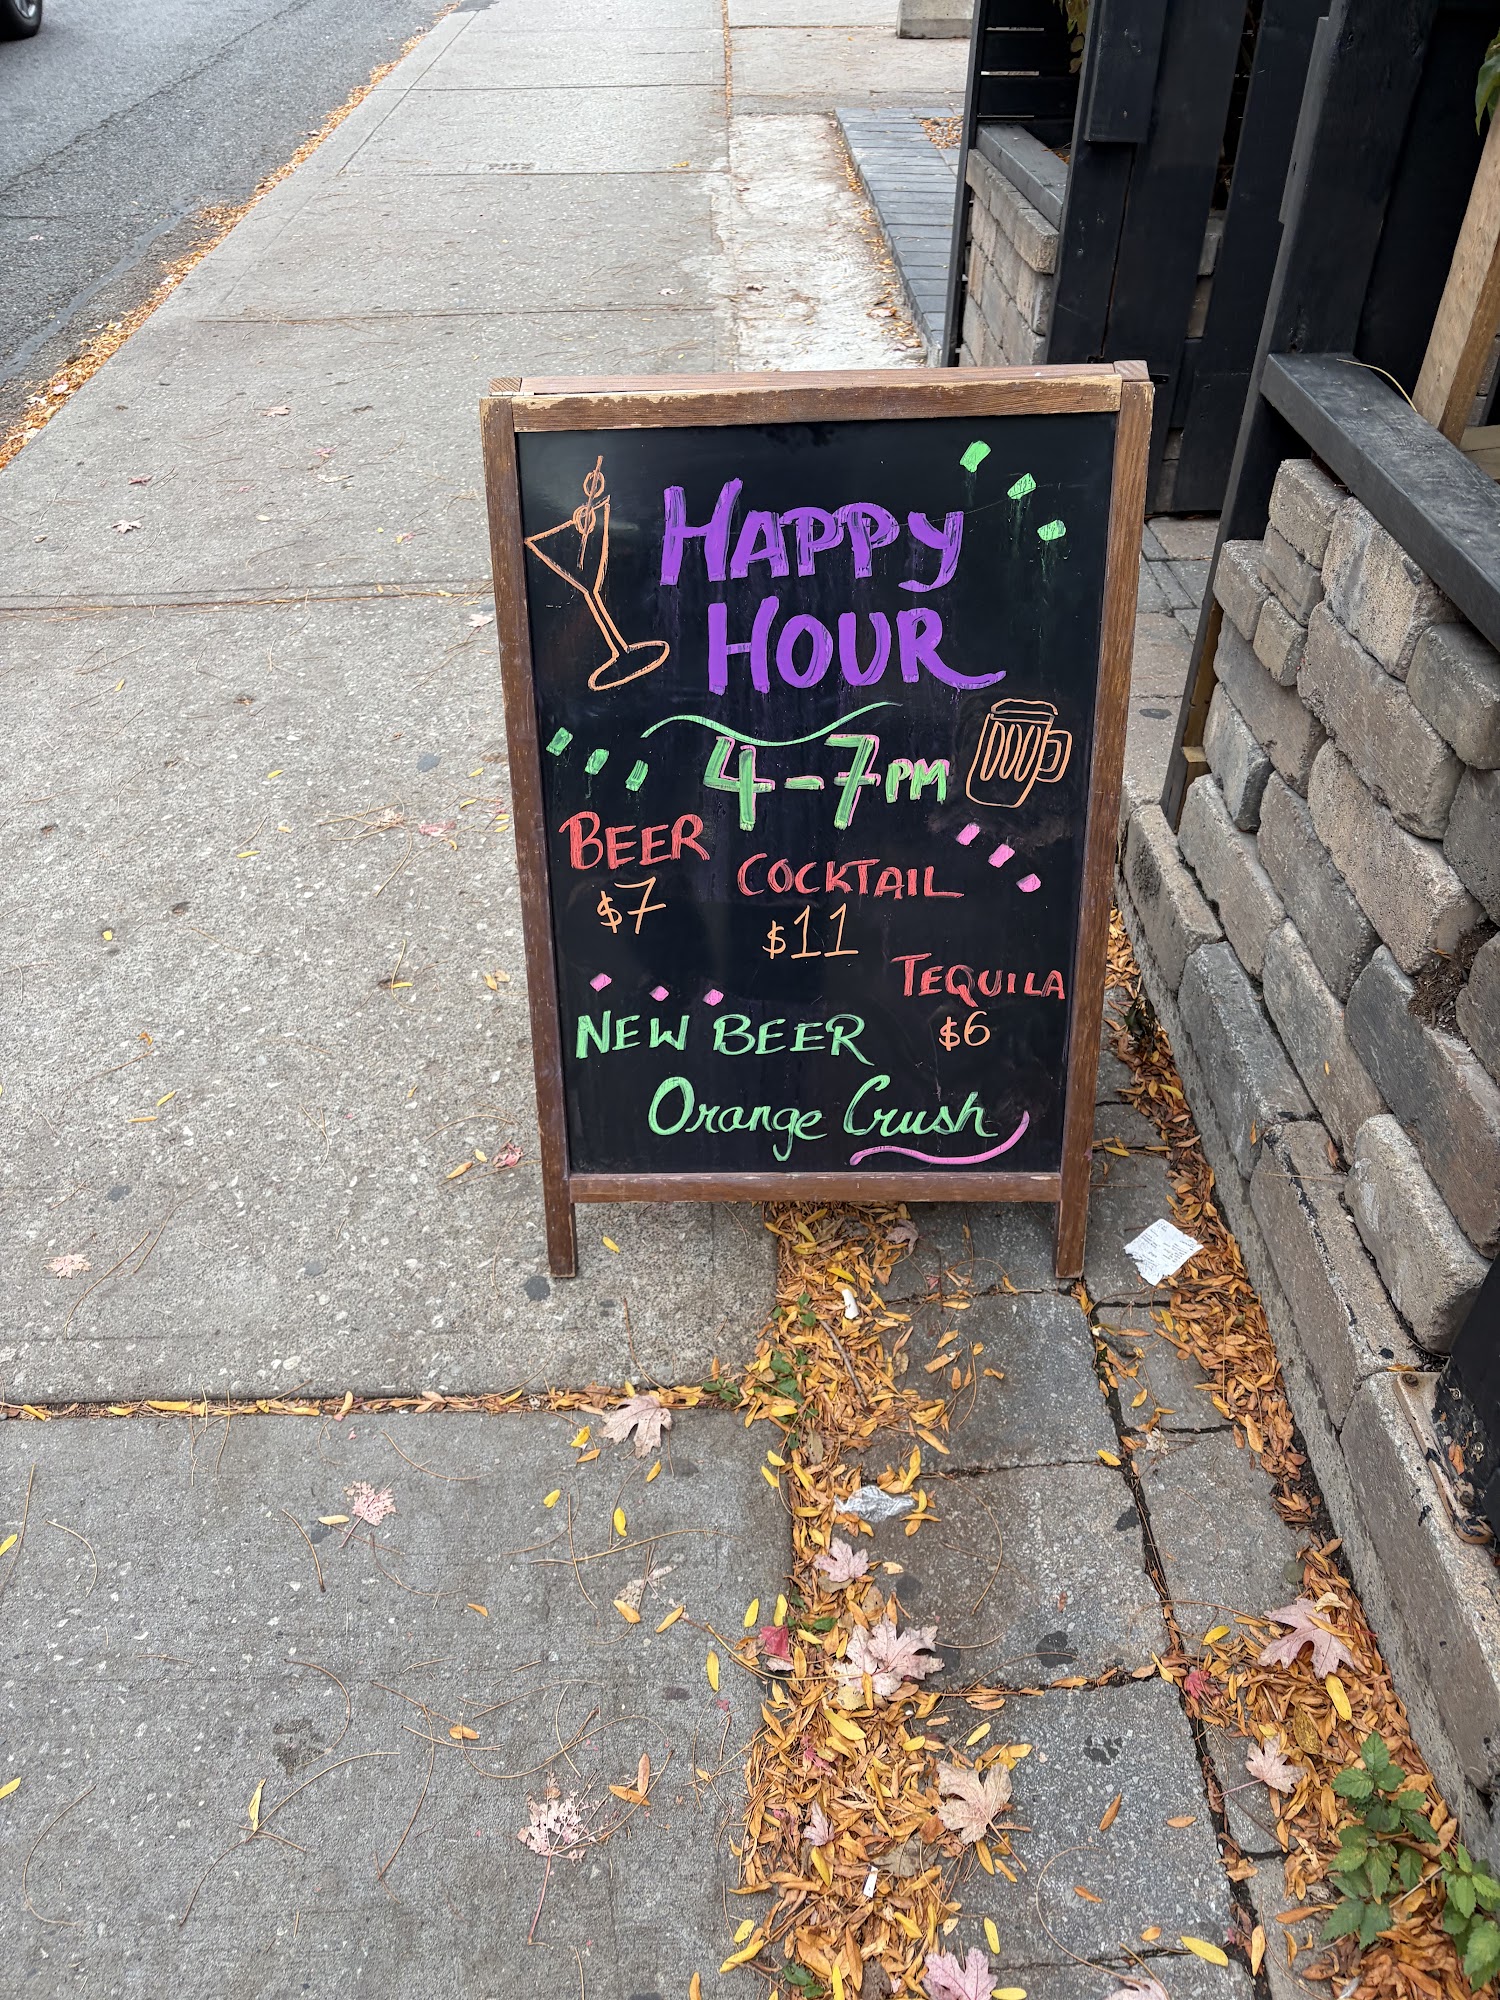 HAPPY
HOUR
4-7PM
BEER
$7
COCKTAIL
$11
TEQUILA
$6
NEW BEER
Orange Crush